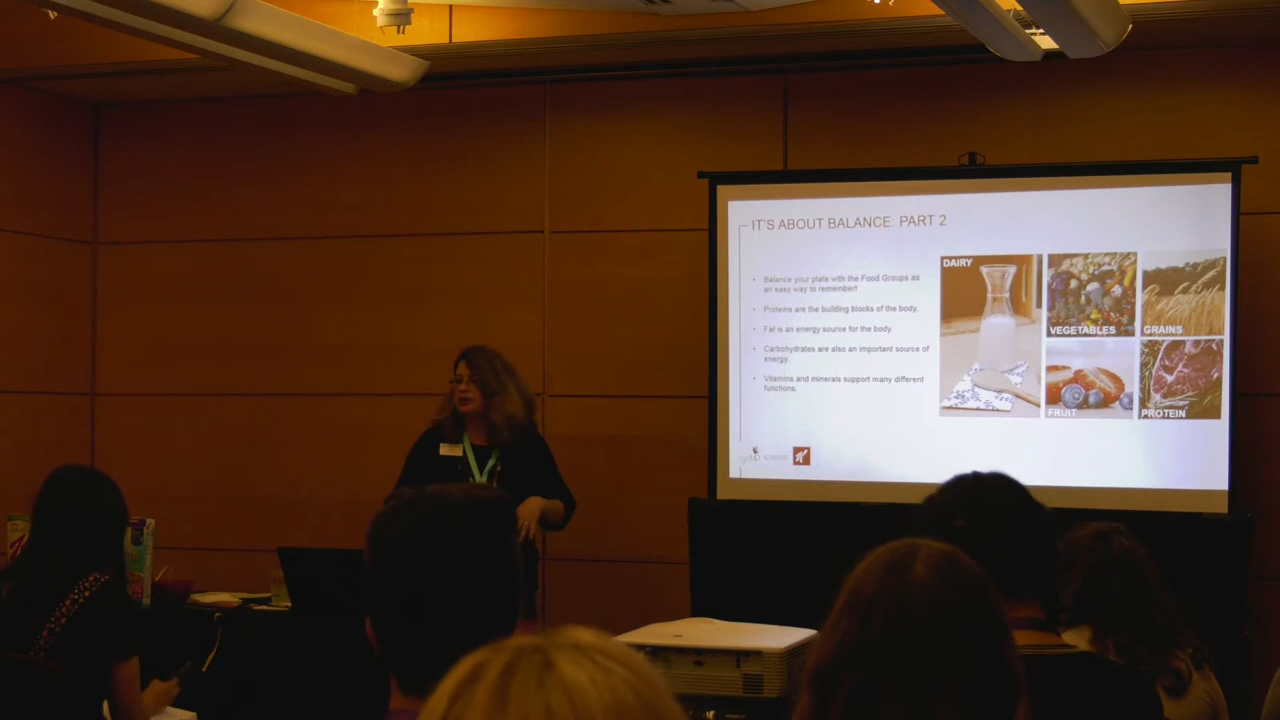 IT'S ABOUT BALANCE: PART 2
Balance your plate with the Food Groups as
an easy way to remember!
Proteins are the building blocks of the body.
Fat is an energy source for the body.
Carbohydrates are also an important source of
energy.
Vitamins and minerals support many different
functions.
DAIRY
VEGETABLES
GRAINS
FRUIT
PROTEIN